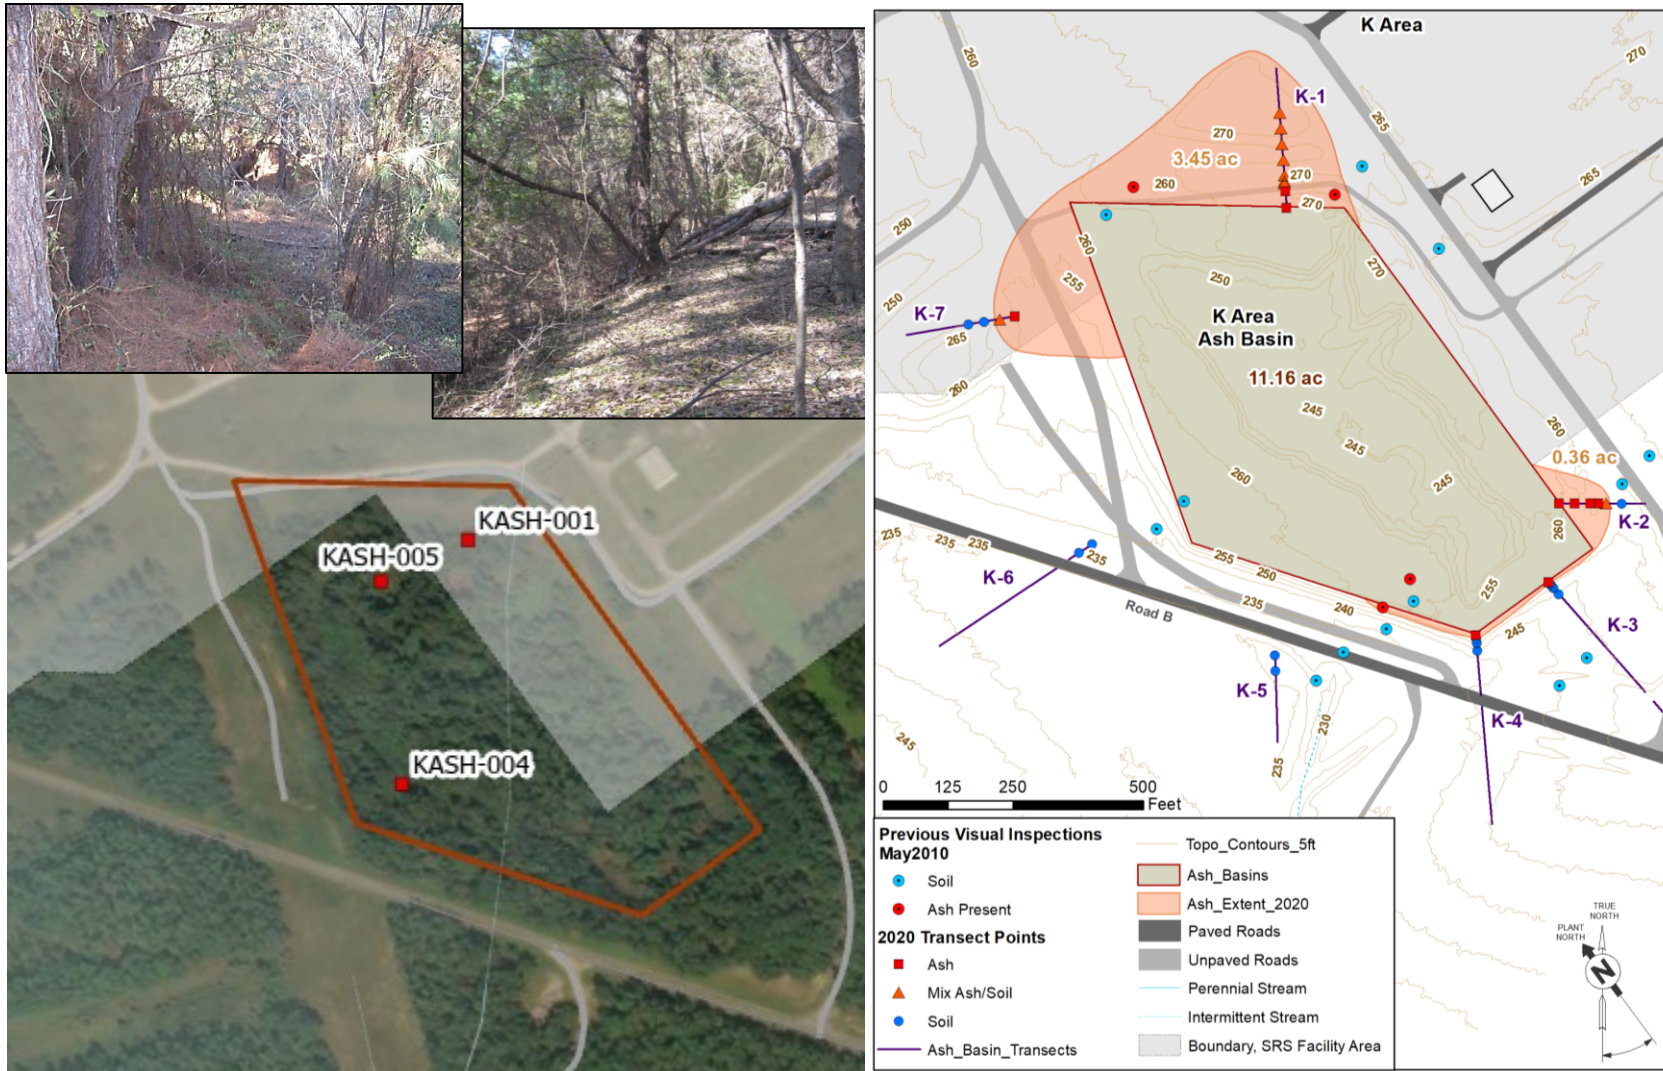 KASH-001
KASH-005
KASH-004
K Area
260
270
265
K-1
270
3.45 ac
260
270
270
265
250
260
270
255
250
250
K Area
Ash Basin
K-7
265
11.16 ac
260
245
245
260
0.36 ac
245
260
K-2
260
235
235
235
235
255
250
255
K-6
235
240
Road B
245
K-3
K-5
K-4
230
245
235
0 125 250 500
Feet
Previous Visual Inspections
May2010
Soil
Ash Present
2020 Transect Points
Ash
Mix Ash/Soil
Soil
Ash_Basin_Transects
Topo_Contours_5ft
Ash_Basins
Ash_Extent_2020
Paved Roads
Unpaved Roads
Perennial Stream
Intermittent Stream
Boundary, SRS Facility Area
TRUE
NORTH
PLANT
NORTH
N